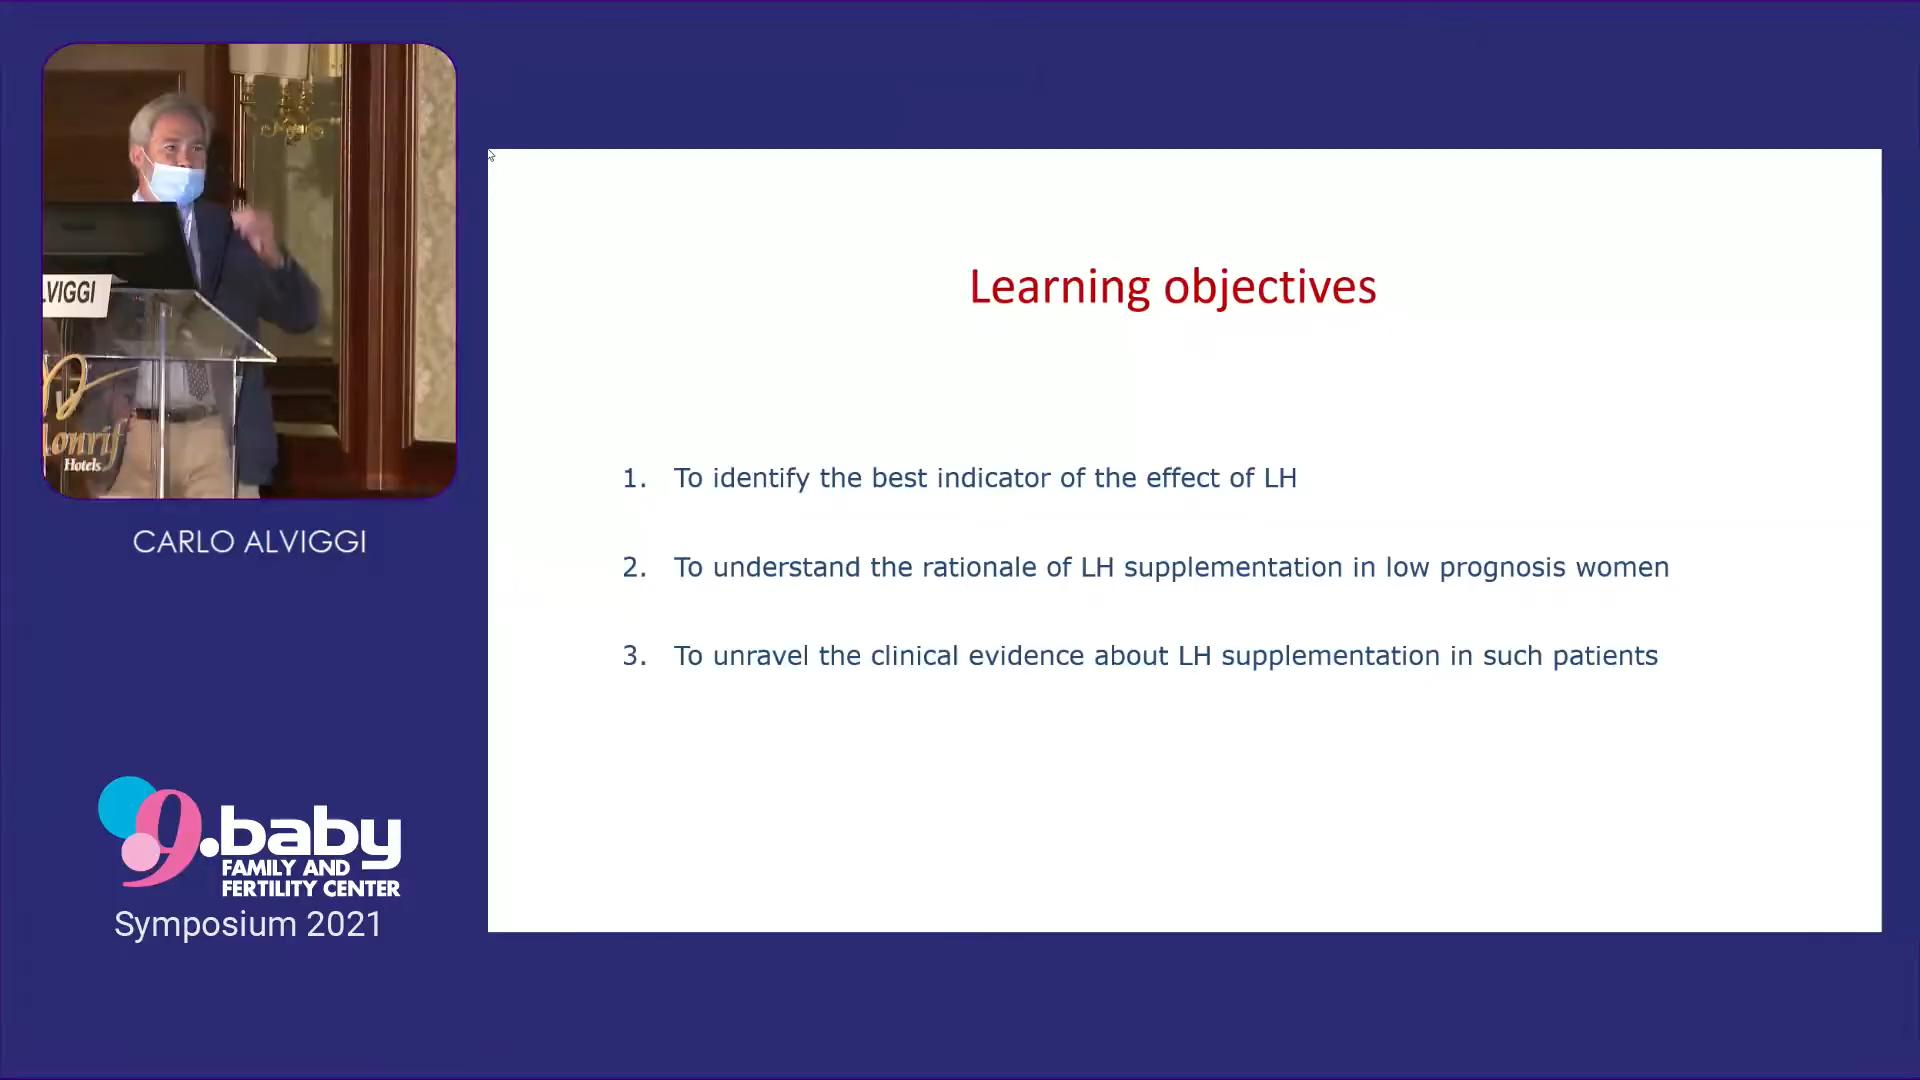 LVIGGI
Monrif
Hotels
CARLO ALVIGGI
9.baby
FAMILY AND
FERTILITY CENTER
Symposium 2021
Learning objectives
1. To identify the best indicator of the effect of LH
2. To understand the rationale of LH supplementation in low prognosis women
3. To unravel the clinical evidence about LH supplementation in such patients